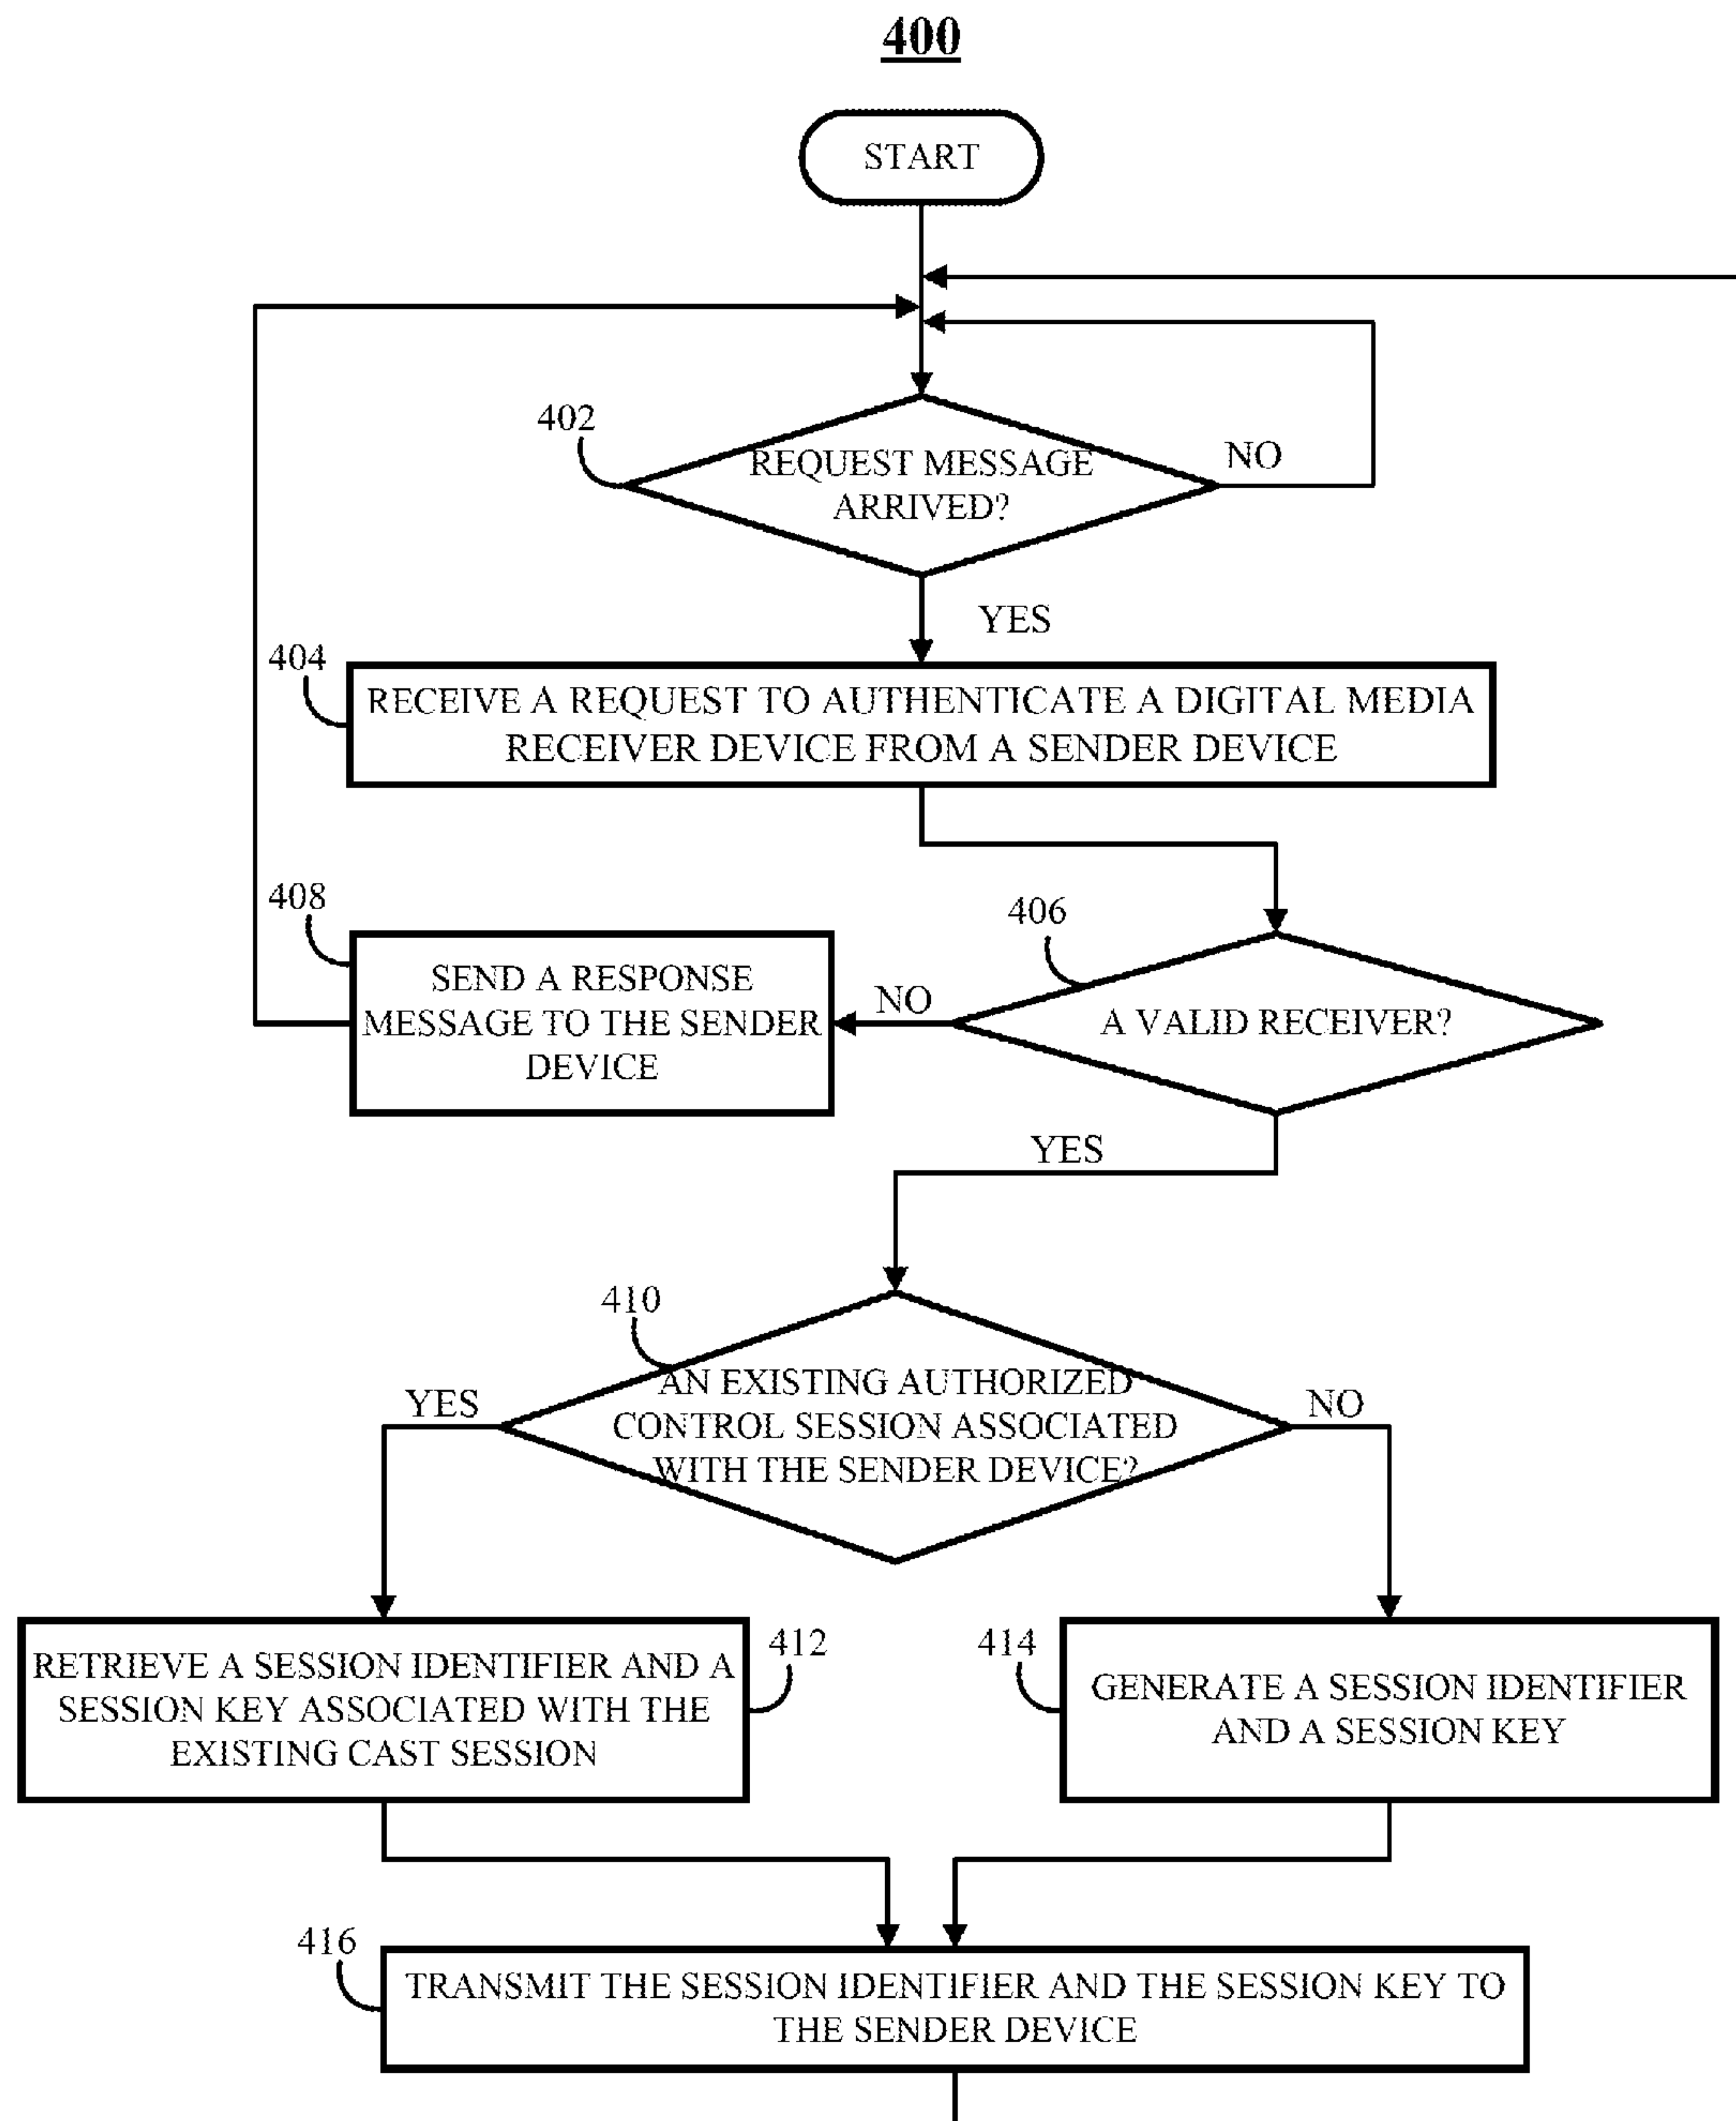 400
START
402
REQUEST MESSAGE
ARRIVED?
NO
YES
404
RECEIVE A REQUEST TO AUTHENTICATE A DIGITAL MEDIA
RECEIVER DEVICE FROM A SENDER DEVICE
408
SEND A RESPONSE
MESSAGE TO THE SENDER
DEVICE
NO
406
A VALID RECEIVER?
YES
410
AN EXISTING AUTHORIZED
CONTROL SESSION ASSOCIATED
WITH THE SENDER DEVICE?
YES
NO
RETRIEVE A SESSION IDENTIFIER AND A
SESSION KEY ASSOCIATED WITH THE
EXISTING CAST SESSION
412
414
GENERATE A SESSION IDENTIFIER
AND A SESSION KEY
416
TRANSMIT THE SESSION IDENTIFIER AND THE SESSION KEY TO
THE SENDER DEVICE